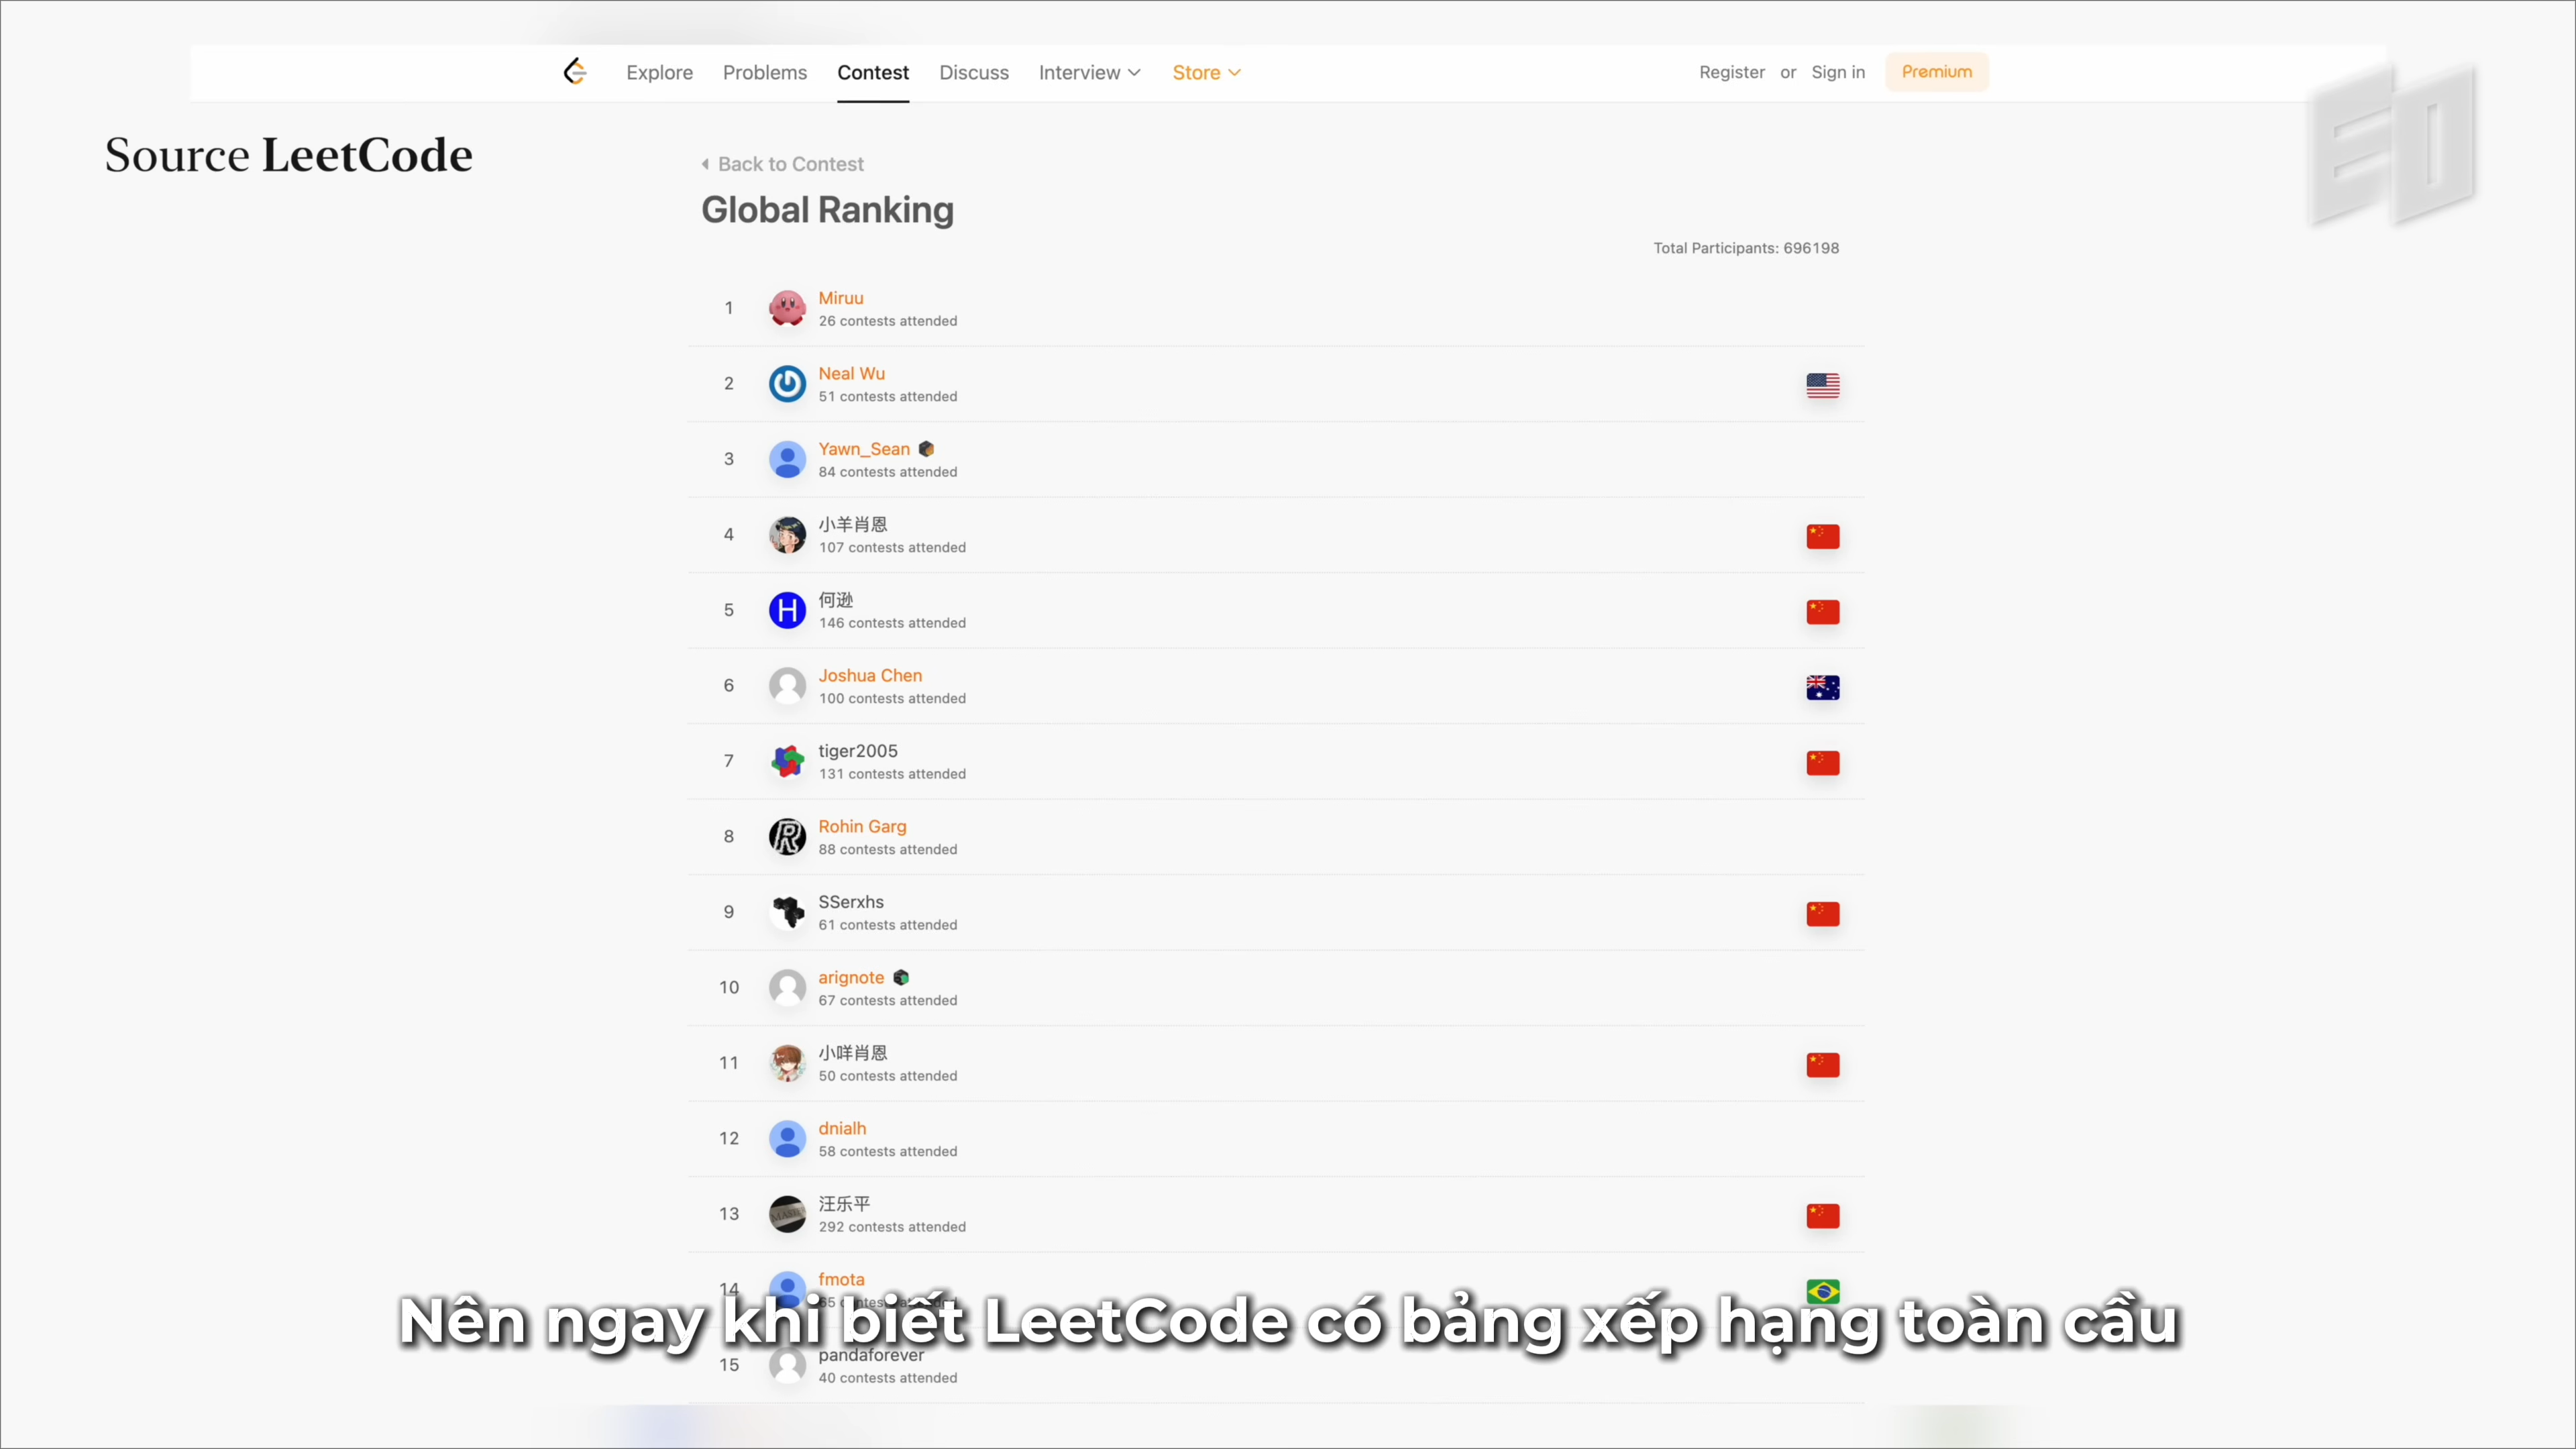 Explore Problems Contest Discuss Interview Store Register or Sign in Premium
Source LeetCode
EO
Back to Contest
Global Ranking
Total Participants: 696198
1 Miruu
26 contests attended
2 Neal Wu
51 contests attended
3 Yawn_Sean
84 contests attended
4 小羊肖恩
107 contests attended
5 H 何逊
146 contests attended
6 Joshua Chen
100 contests attended
7 tiger2005
131 contests attended
8 R Rohin Garg
88 contests attended
9 SSerxhs
61 contests attended
10 arignote
67 contests attended
11 小咩肖恩
50 contests attended
12 dnialh
58 contests attended
13 汪乐平
292 contests attended
14 fmota
Nên ngay khi biết LeetCode có bảng xếp hạng toàn cầu
15 pandaforever
40 contests attended